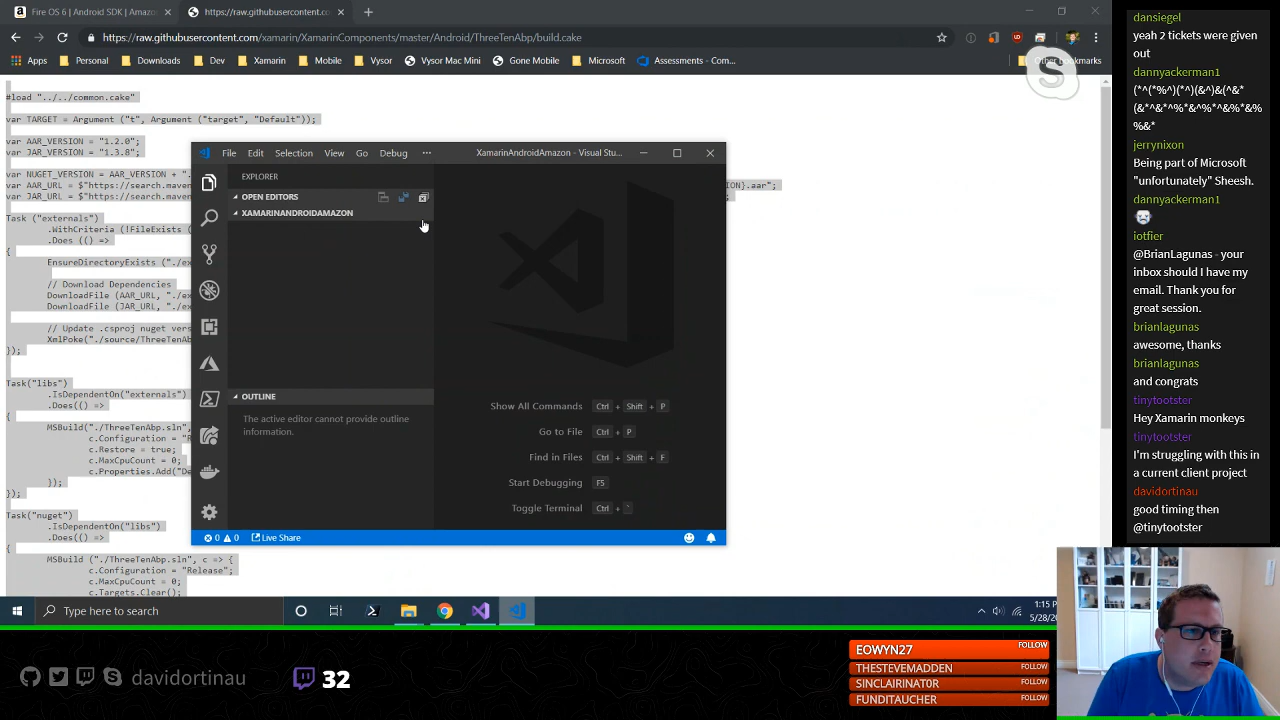 Fire OS 6 | Android SDK | Amazo
https://raw.githubusercontent.co
https://raw.githubusercontent.com/xamarin/XamarinComponents/master/Android/ThreeTenAbp/build.cake
Apps Personal Downloads Dev Xamarin Mobile Vysor Vysor Mac Mini Gone Mobile Microsoft Assessments – Com... Other Bookmarks
#load "../../common.cake"
var TARGET = Argument ("t", Argument ("target", "Default"));
var AAR_VERSION = "1.2.0";
var JAR_VERSION = "1.3.8";
var NUGET_VERSION = AAR_VERSION + "
var AAR_URL = $"https://search.mave
ION}.aar";
var JAR_URL = $"https://search.mave
";
Task ("externals")
.WithCriteria (!FileExists (
.Does (() =>
{
EnsureDirectoryExists ("./ex
// Download Dependencies
DownloadFile (AAR_URL, "./ex
DownloadFile (JAR_URL, "./ex
// Update .csproj nuget vers
XmlPoke("./source/ThreeTenAb
});
Task("libs")
.IsDependentOn("externals")
.Does(() =>
{
MSBuild("./ThreeTenAbp.sln",
c.Configuration = "R
c.Restore = true;
c.MaxCpuCount = 0;
c.Properties.Add("De
});
});
Task("nuget")
.IsDependentOn("libs")
.Does(() =>
{
MSBuild ("./ThreeTenAbp.sln", c => {
c.Configuration = "Release";
c.MaxCpuCount = 0;
c.Targets.Clear();
File Edit Selection View Go Debug ··· XamarinAndroidAmazon - Visual Stu...
EXPLORER
OPEN EDITORS
XAMARINANDROIDAMAZON
OUTLINE
The active editor cannot provide outline
information.
Show All Commands Ctrl + Shift + P
Go to File Ctrl + P
Find in Files Ctrl + Shift + F
Start Debugging F5
Toggle Terminal Ctrl + `
0 0 Live Share
Type here to search
1:15 P
5/28/20
dansiegel
yeah 2 tickets were given
out
dannyackerman1
(*^(*%^)(*^)(&^)&(^&*
(&*^&*^%&*^&%^&*%&*%&
%&*
jerrynixon
Being part of Microsoft
"unfortunately" Sheesh.
dannyackerman1
iotfier
@BrianLagunas - your
inbox should I have my
email. Thank you for
great session.
brianlagunas
awesome, thanks
brianlagunas
and congrats
tinytootster
Hey Xamarin monkeys
tinytootster
I'm struggling with this in
a current client project
davidortinau
good timing then
@tinytootster
davidortinau
32
EOWYN27 FOLLOW
THESTEVEMADDEN FOLLOW
SINCLAIRINAT0R FOLLOW
FUNDITAUCHER FOLLOW